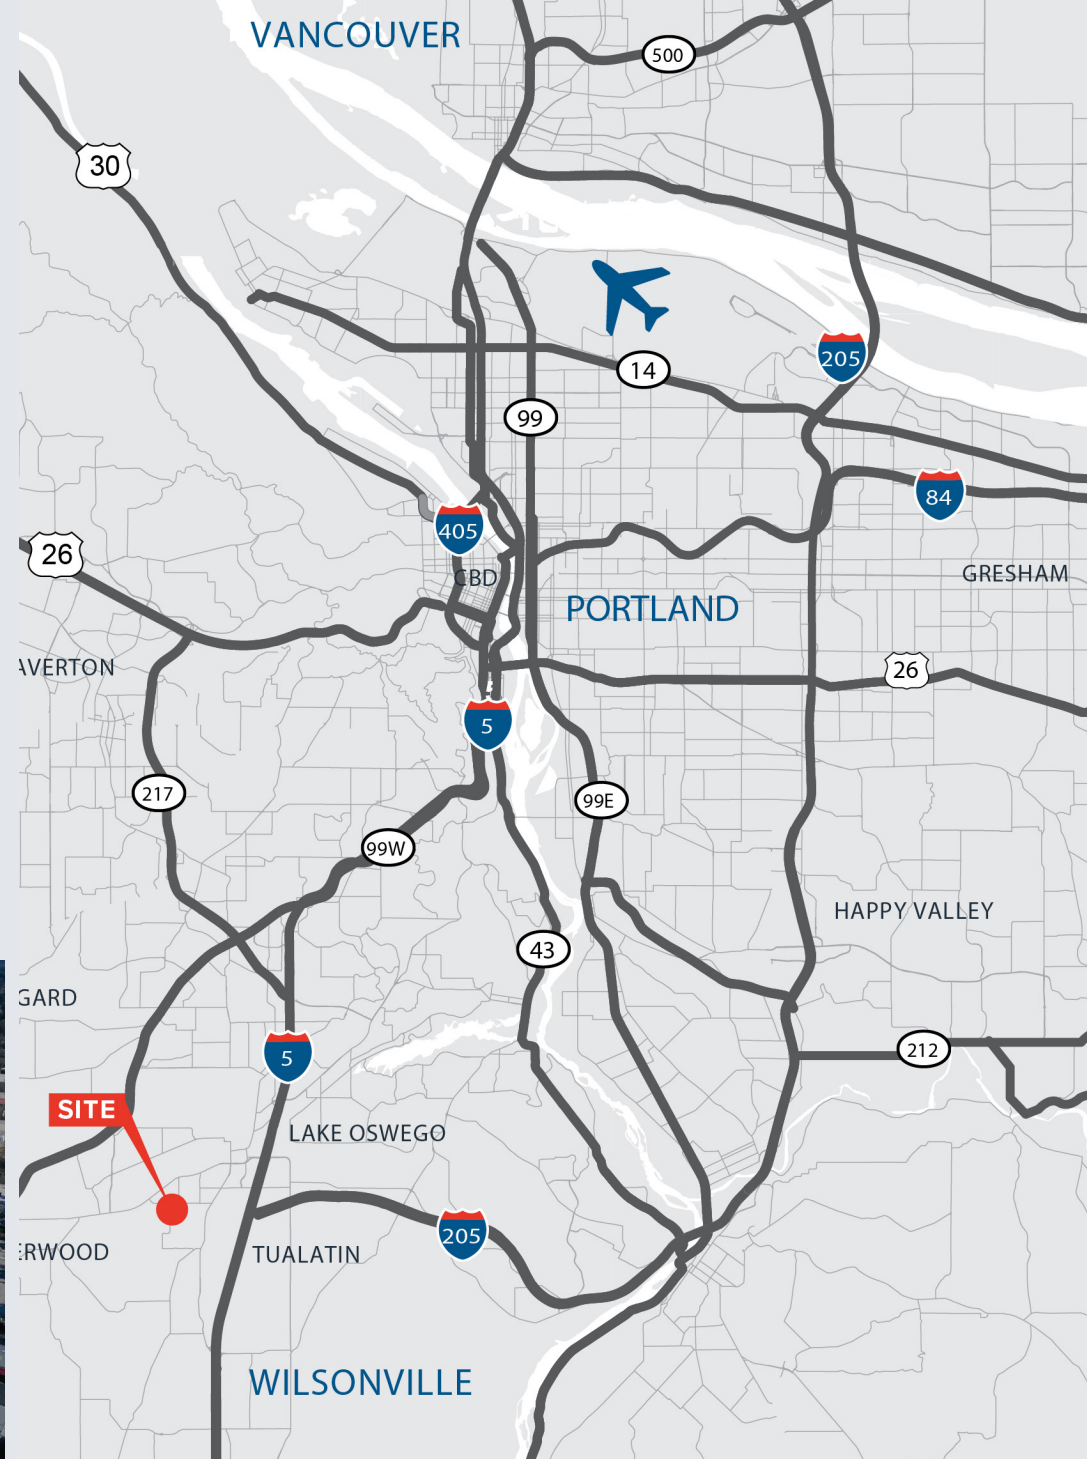 VANCOUVER
500
30
205
14
99
84
405
26
CBD
GRESHAM
PORTLAND
AVERTON
26
5
217
99E
99W
HAPPY VALLEY
43
GARD
212
5
SITE
LAKE OSWEGO
205
ERWOOD
TUALATIN
WILSONVILLE